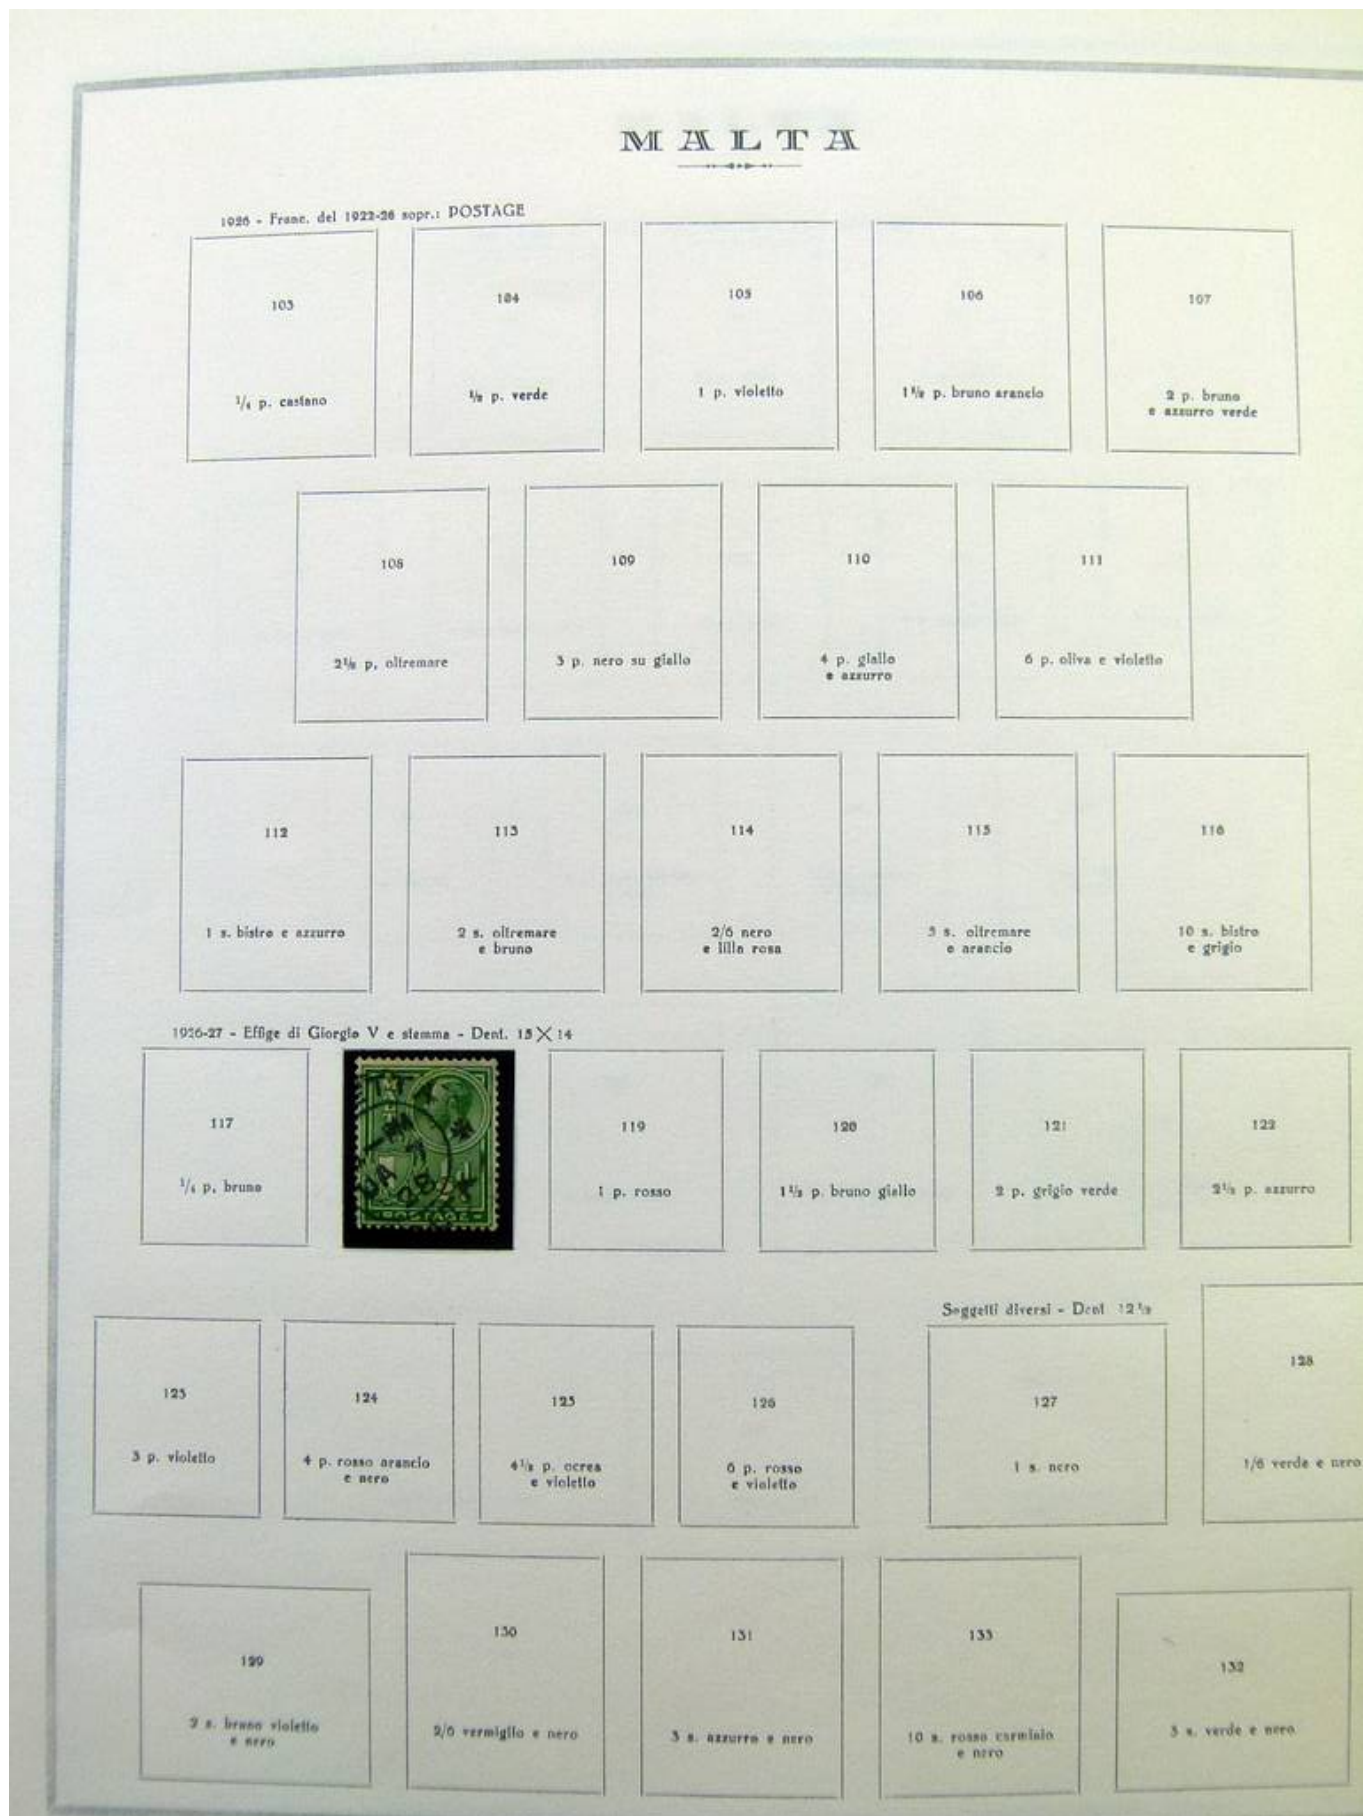 MALTA
1926 - Franc. del 1922-26 sopr.: POSTAGE
103
1/4 p. castano
104
1/2 p. verde
105
1 p. violetto
106
1 1/2 p. bruno arancio
107
2 p. bruno
e azzurro verde
108
2 1/2 p. oltremare
109
3 p. nero su giallo
110
4 p. giallo
e azzurro
111
6 p. oliva e violetto
112
1 s. bistro e azzurro
113
2 s. oltremare
e bruno
114
2/6 nero
e lilla rosa
115
5 s. oltremare
e arancio
116
10 s. bistro
e grigio
1926-27 - Effige di Giorgio V e stemma - Dent. 15 X 14
117
1/4 p. bruno
JA 7
28
POSTAGE
119
1 p. rosso
120
1 1/2 p. bruno giallo
121
2 p. grigio verde
122
2 1/2 p. azzurro
123
3 p. violetto
124
4 p. rosso arancio
e nero
125
4 1/2 p. ocrea
e violetto
126
6 p. rosso
e violetto
Soggetti diversi - Dent 12 1/2
127
1 s. nero
128
1/6 verde e nero
129
2 s. bruno violetto
e nero
130
2/6 vermiglio e nero
131
3 s. azzurro e nero
133
10 s. rosso carminio
e nero
132
5 s. verde e nero